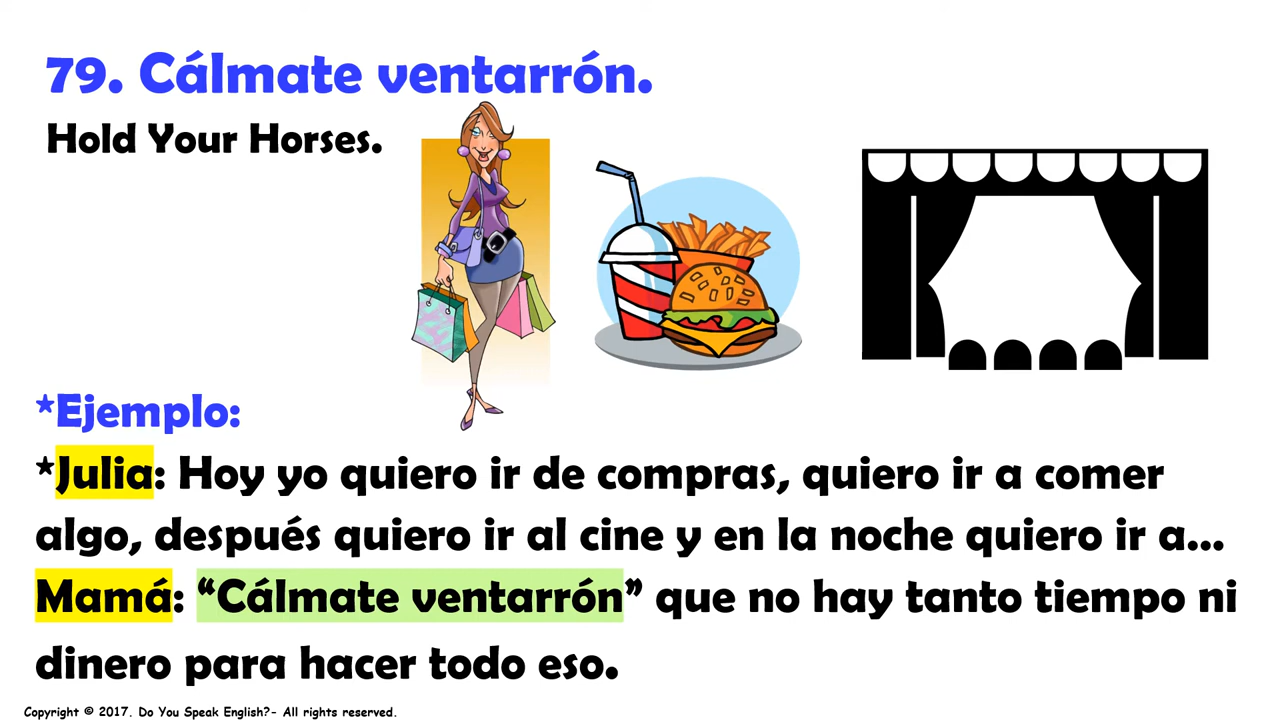 79. Cálmate ventarrón.
Hold Your Horses.
*Ejemplo:
*Julia: Hoy yo quiero ir de compras, quiero ir a comer
algo, después quiero ir al cine y en la noche quiero ir a...
Mamá: “Cálmate ventarrón” que no hay tanto tiempo ni
dinero para hacer todo eso.
Copyright © 2017. Do You Speak English?- All rights reserved.